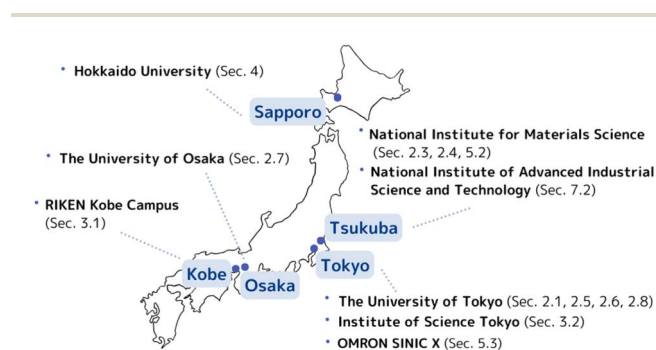 • Hokkaido University (Sec. 4)
Sapporo
• National Institute for Materials Science
(Sec. 2.3, 2.4, 5.2)
• National Institute of Advanced Industrial
Science and Technology (Sec. 7.2)
• The University of Osaka (Sec. 2.7)
• RIKEN Kobe Campus
(Sec. 3.1)
Tsukuba
Tokyo
Kobe
Osaka
• The University of Tokyo (Sec. 2.1, 2.5, 2.6, 2.8)
• Institute of Science Tokyo (Sec. 3.2)
• OMRON SINIC X (Sec. 5.3)